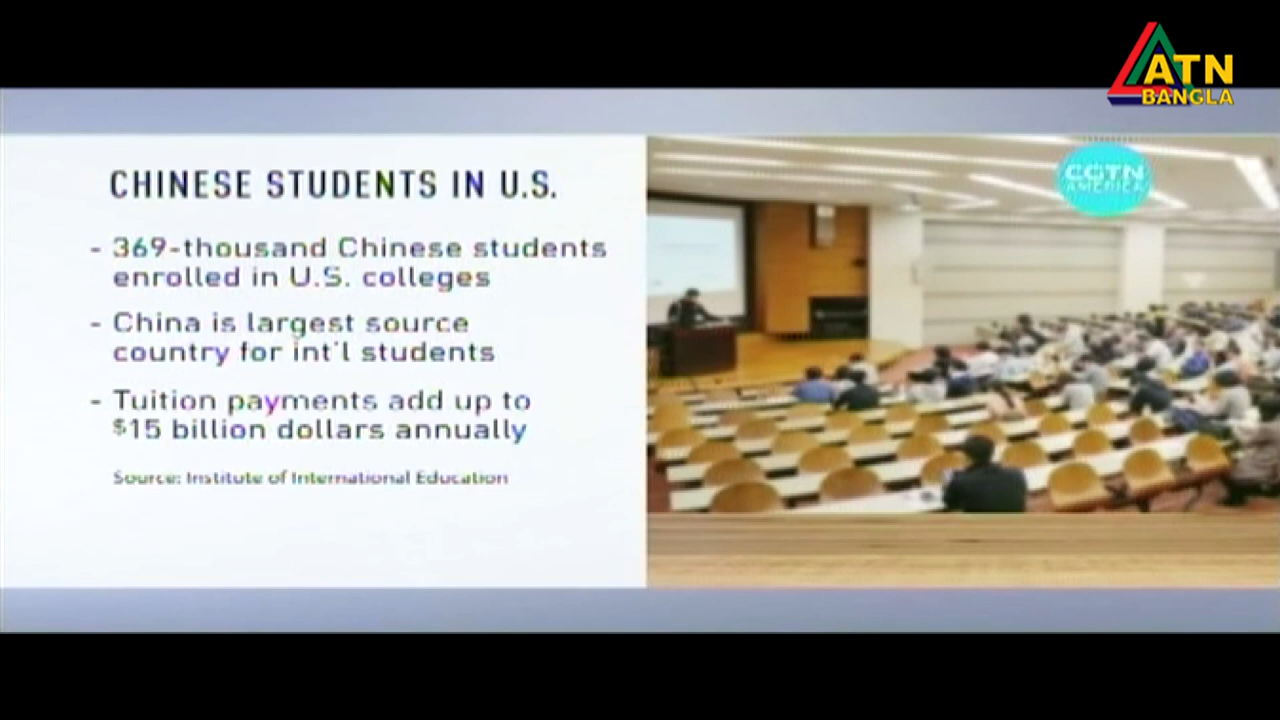 ATN
BANGLA
CHINESE STUDENTS IN U.S.
- 369-thousand Chinese students
enrolled in U.S. colleges
- China is largest source
country for int'l students
- Tuition payments add up to
$15 billion dollars annually
Source: Institute of International Education
CGTN
AMERICA